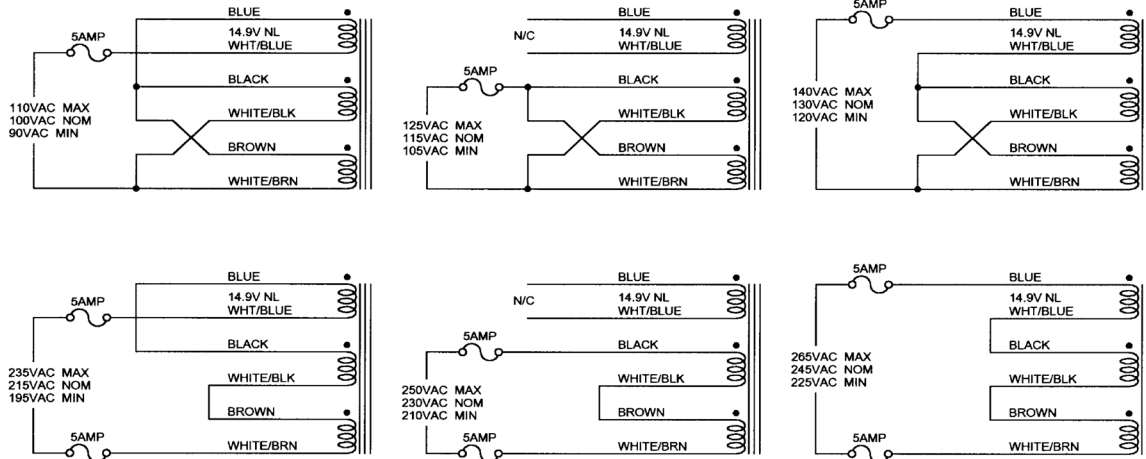 BLUE
5AMP
14.9V NL
WHT/BLUE
BLACK
110VAC MAX
100VAC NOM
90VAC MIN
WHITE/BLK
BROWN
WHITE/BRN
BLUE
N/C
14.9V NL
WHT/BLUE
5AMP
BLACK
125VAC MAX
115VAC NOM
105VAC MIN
WHITE/BLK
BROWN
WHITE/BRN
5AMP
BLUE
14.9V NL
WHT/BLUE
BLACK
140VAC MAX
130VAC NOM
120VAC MIN
WHITE/BLK
BROWN
WHITE/BRN
BLUE
5AMP
14.9V NL
WHT/BLUE
BLACK
235VAC MAX
215VAC NOM
195VAC MIN
WHITE/BLK
BROWN
5AMP
WHITE/BRN
BLUE
N/C
14.9V NL
WHT/BLUE
5AMP
BLACK
250VAC MAX
230VAC NOM
210VAC MIN
WHITE/BLK
BROWN
5AMP
WHITE/BRN
5AMP
BLUE
14.9V NL
WHT/BLUE
BLACK
265VAC MAX
245VAC NOM
225VAC MIN
WHITE/BLK
BROWN
5AMP
WHITE/BRN